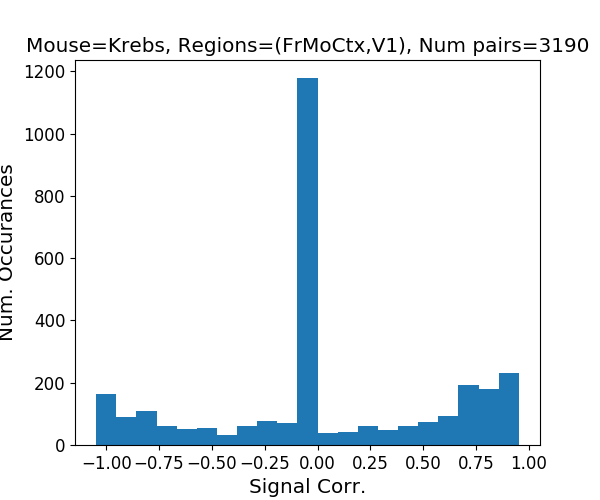 Mouse=Krebs, Regions=(FrMoCtx,V1), Num pairs=3190
1200
1000
800
600
400
200
0
Num. Occurances
−1.00 −0.75 −0.50 −0.25 0.00 0.25 0.50 0.75 1.00
Signal Corr.